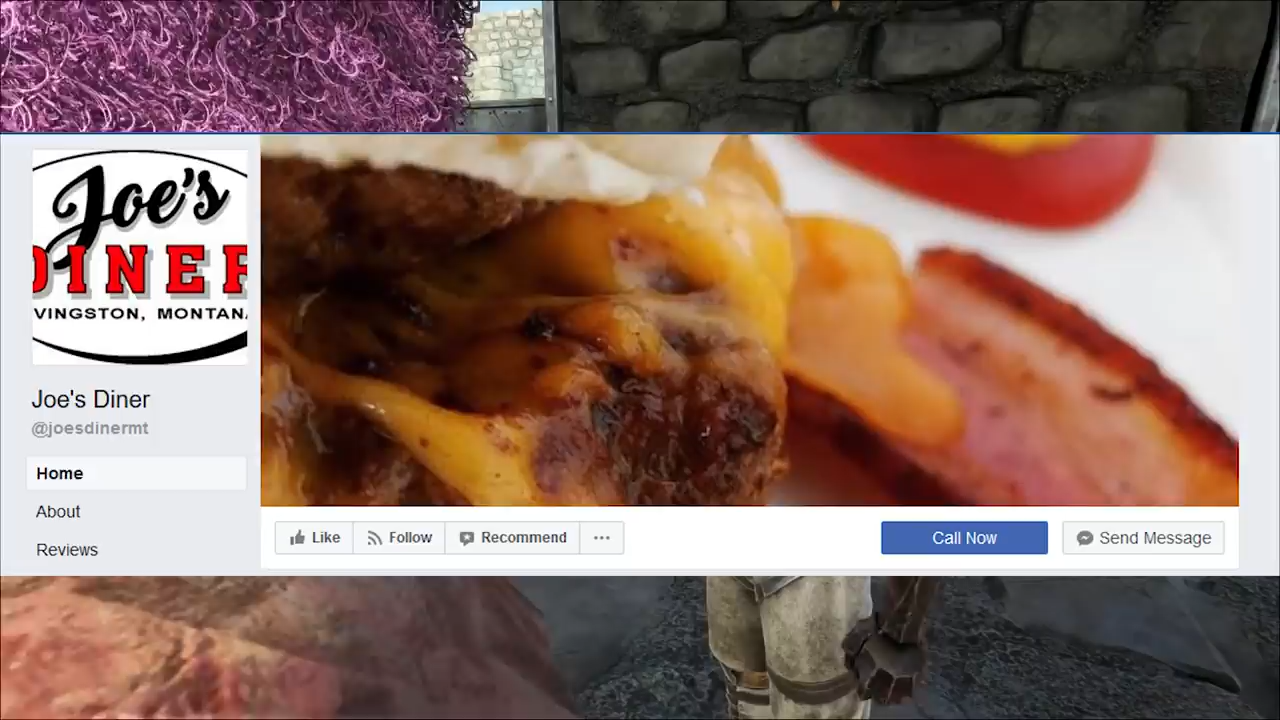 Joe's
DINER
VINGSTON, MONTANA
Joe's Diner
@joesdinermt
Home
About
Reviews
Like
Follow
Recommend
...
Call Now
Send Message